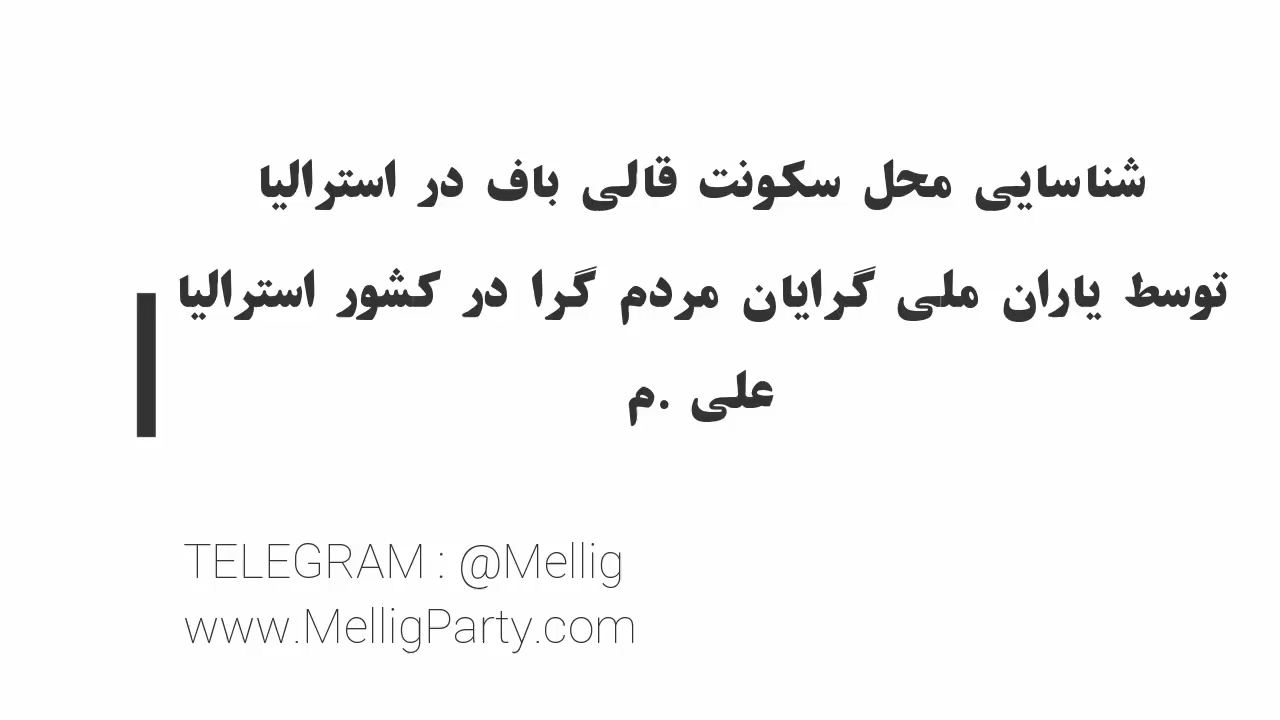 شناسایی محل سکونت قالی باف در استرالیا
توسط یاران ملی گرایان مردم گرا در کشور استرالیا
علی .م
TELEGRAM : @Mellig
www.MelligParty.com